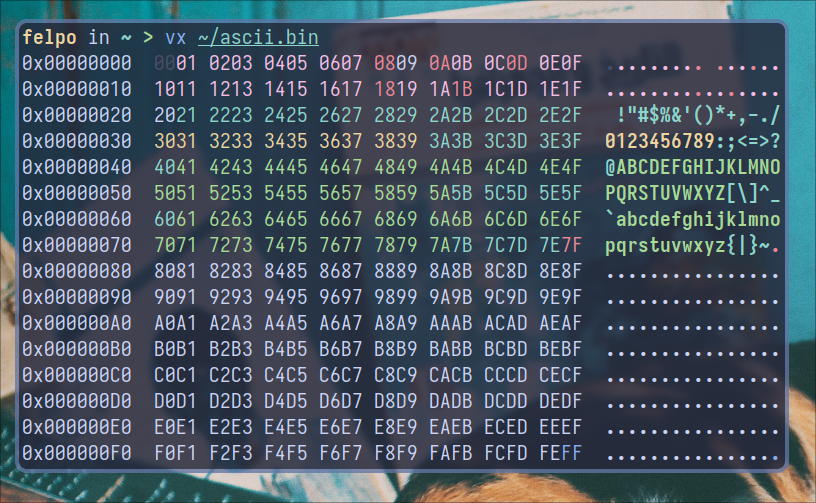 felpo in ~ > vx ~/ascii.bin
0x00000000 0001 0203 0405 0607 0809 0A0B 0C0D 0E0F ......... ......
0x00000010 1011 1213 1415 1617 1819 1A1B 1C1D 1E1F ................
0x00000020 2021 2223 2425 2627 2829 2A2B 2C2D 2E2F  !"#$%&'()*+,-./
0x00000030 3031 3233 3435 3637 3839 3A3B 3C3D 3E3F 0123456789:;<=>?
0x00000040 4041 4243 4445 4647 4849 4A4B 4C4D 4E4F @ABCDEFGHIJKLMNO
0x00000050 5051 5253 5455 5657 5859 5A5B 5C5D 5E5F PQRSTUVWXYZ[\]^_
0x00000060 6061 6263 6465 6667 6869 6A6B 6C6D 6E6F `abcdefghijklmno
0x00000070 7071 7273 7475 7677 7879 7A7B 7C7D 7E7F pqrstuvwxyz{|}~.
0x00000080 8081 8283 8485 8687 8889 8A8B 8C8D 8E8F ................
0x00000090 9091 9293 9495 9697 9899 9A9B 9C9D 9E9F ................
0x000000A0 A0A1 A2A3 A4A5 A6A7 A8A9 AAAB ACAD AEAF ................
0x000000B0 B0B1 B2B3 B4B5 B6B7 B8B9 BABB BCBD BEBF ................
0x000000C0 C0C1 C2C3 C4C5 C6C7 C8C9 CACB CCCD CECF ................
0x000000D0 D0D1 D2D3 D4D5 D6D7 D8D9 DADB DCDD DEDF ................
0x000000E0 E0E1 E2E3 E4E5 E6E7 E8E9 EAEB ECED EEEF ................
0x000000F0 F0F1 F2F3 F4F5 F6F7 F8F9 FAFB FCFD FEFF ................